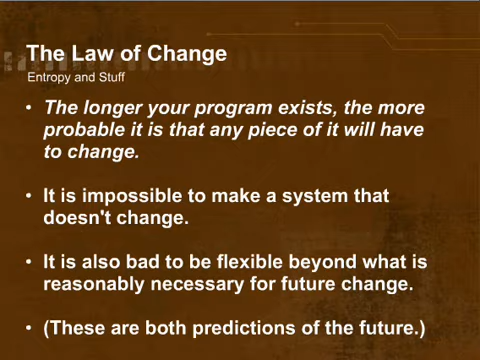 The Law of Change
Entropy and Stuff
• The longer your program exists, the more
probable it is that any piece of it will have
to change.
• It is impossible to make a system that
doesn't change.
• It is also bad to be flexible beyond what is
reasonably necessary for future change.
• (These are both predictions of the future.)